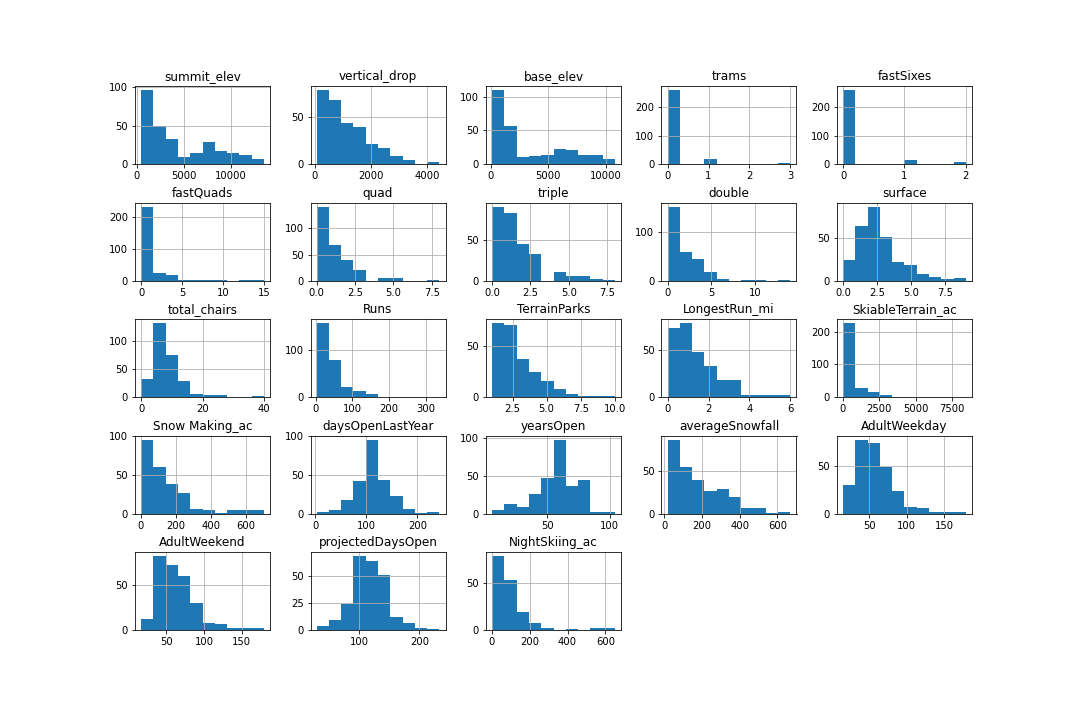 summit_elev vertical_drop base_elev trams fastSixes
100 50 0
0 5000 10000
50 0
0 2000 4000
100 50 0
0 5000 10000
200 100 0
0 1 2 3
200 100 0
0 1 2
fastQuads quad triple double surface
200 100 0
0 5 10 15
100 50 0
0.0 2.5 5.0 7.5
50 0
0.0 2.5 5.0 7.5
100 0
0 5 10
50 0
0.0 2.5 5.0 7.5
total_chairs Runs TerrainParks LongestRun_mi SkiableTerrain_ac
100 50 0
0 20 40
100 0
0 100 200 300
50 25 0
2.5 5.0 7.5 10.0
50 0
0 2 4 6
200 100 0
0 2500 5000 7500
Snow Making_ac daysOpenLastYear yearsOpen averageSnowfall AdultWeekday
100 50 0
0 200 400 600
50 0
0 100 200
100 50 0
50 100
50 0
0 200 400 600
50 0
50 100 150
AdultWeekend projectedDaysOpen NightSkiing_ac
50 0
50 100 150
50 25 0
100 200
50 0
0 200 400 600